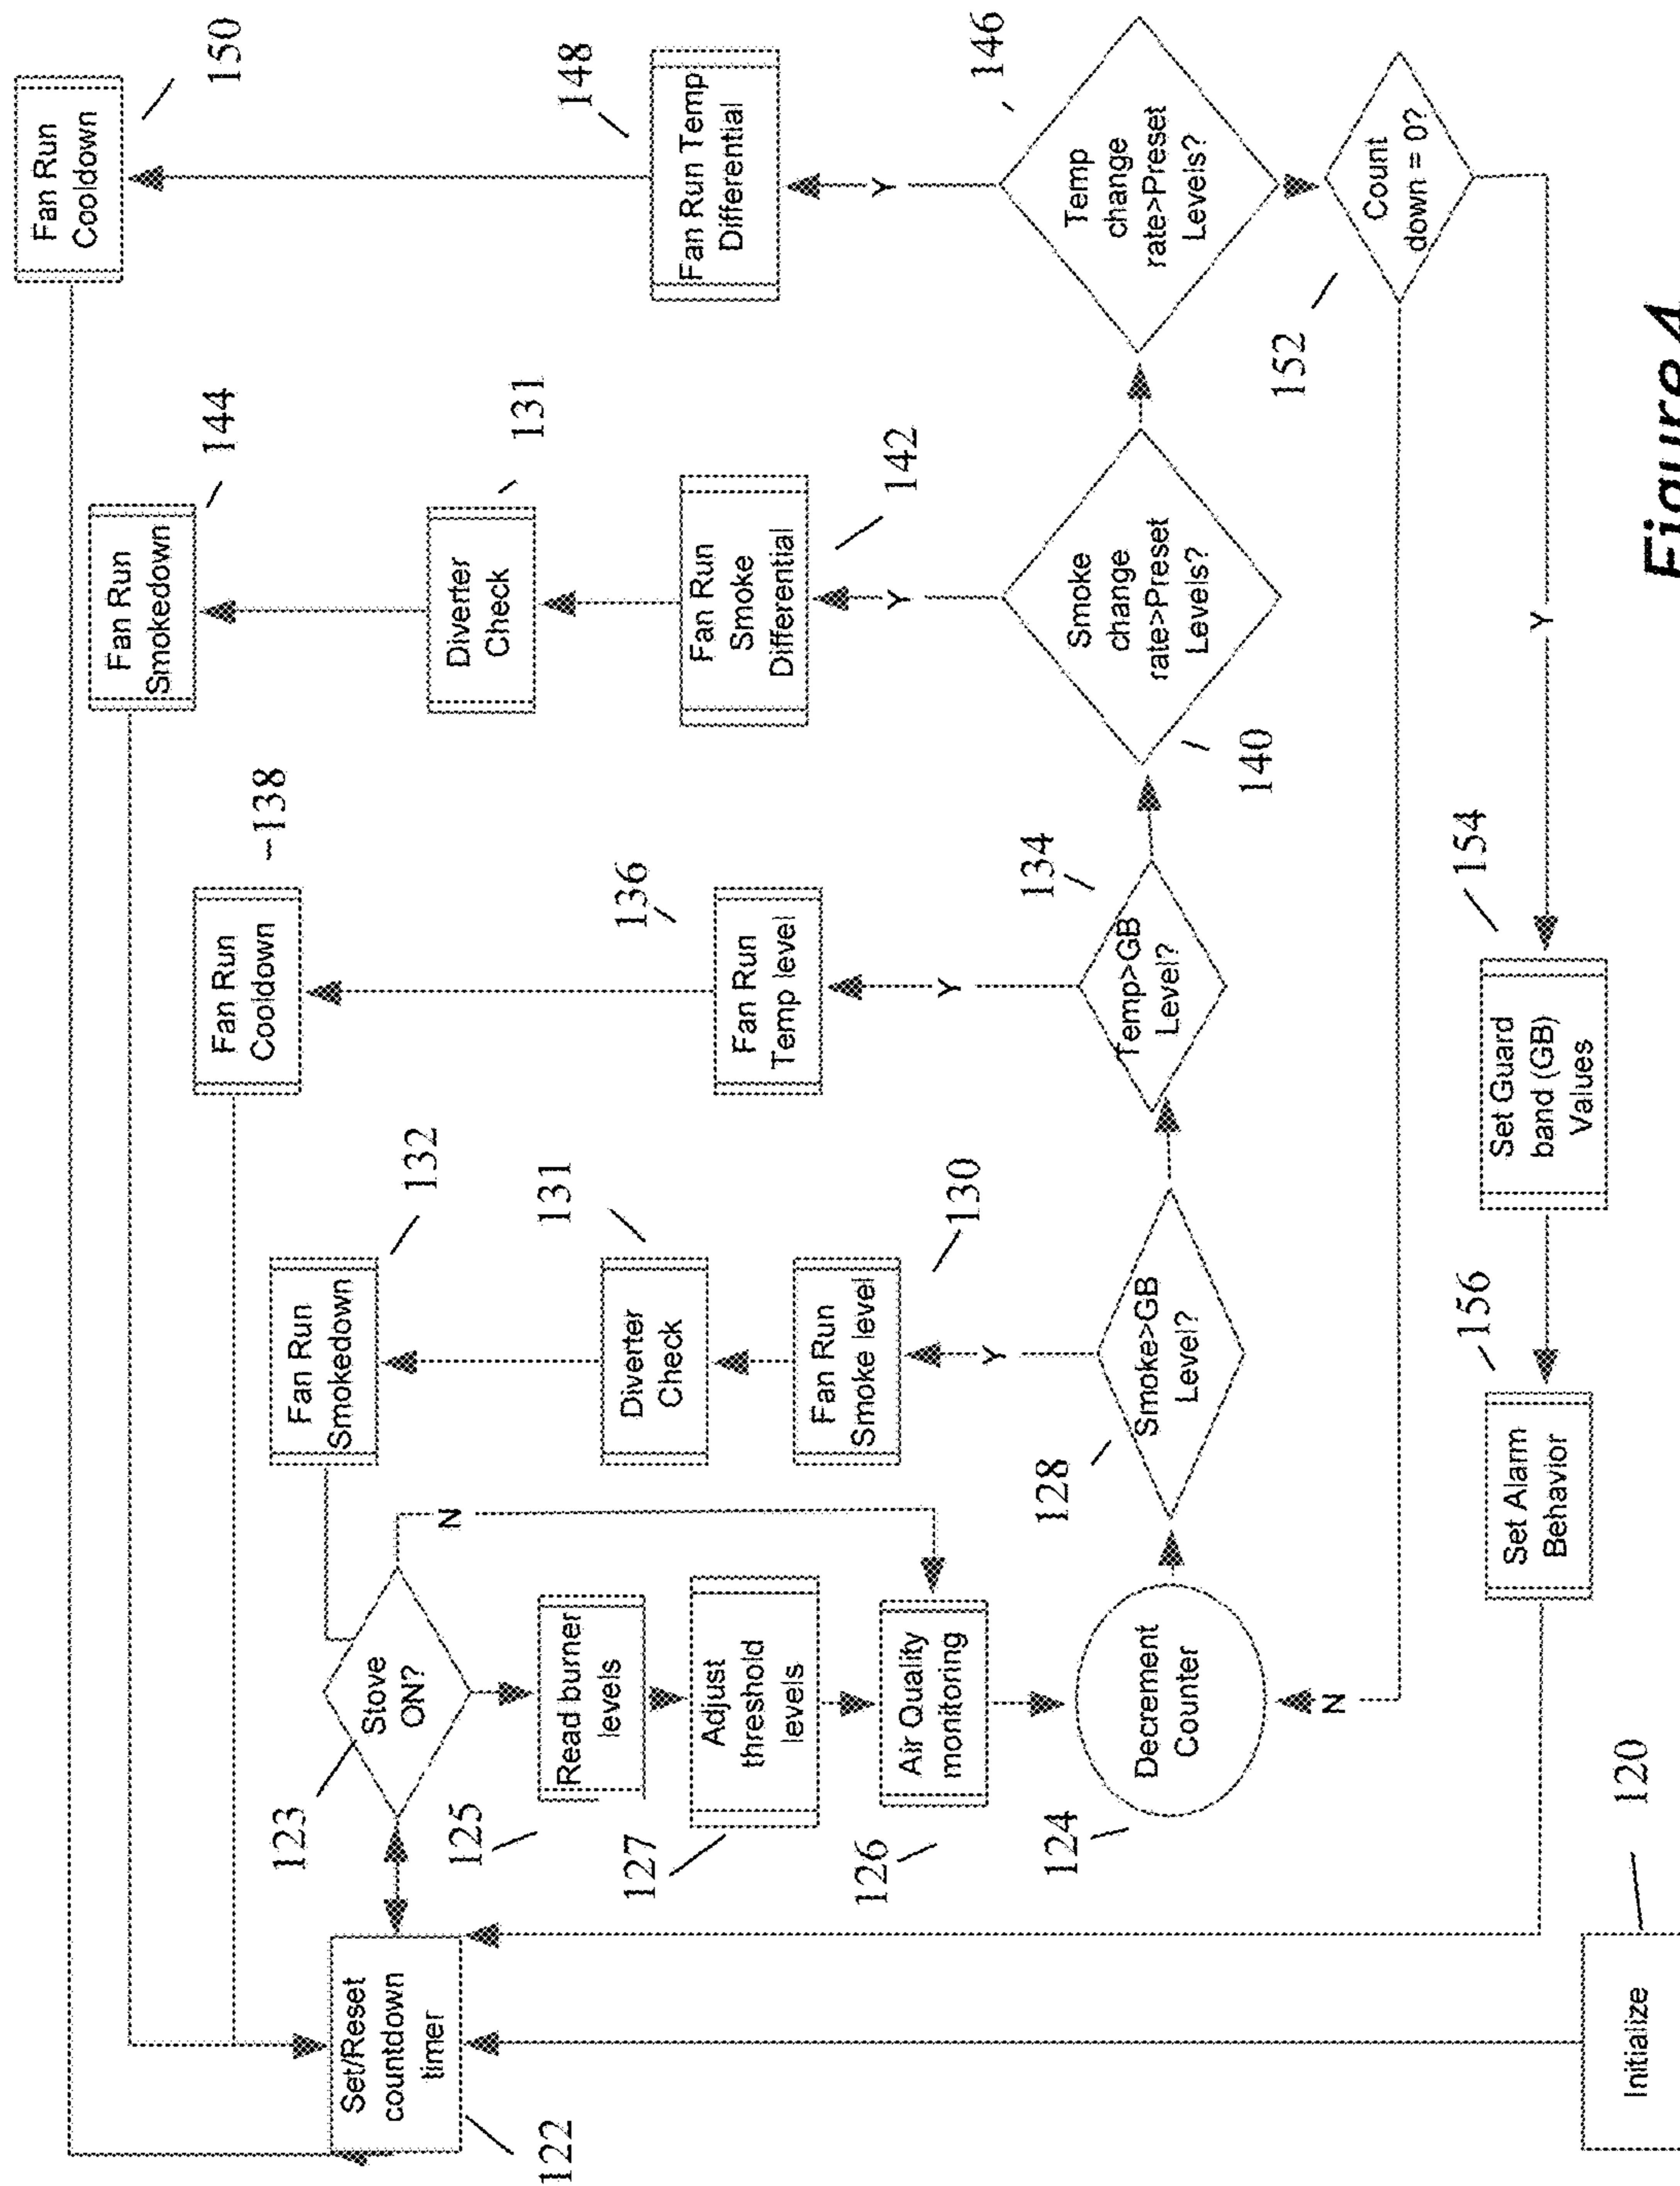 Fan Run
Cooldown
150
Fan Run
Smokedown
144
Fan Run
Cooldown
138
Fan Run
Smokedown
132
Set/Reset
countdown
timer
122
Stove
ON?
123
N
Read burner
levels
125
Adjust
threshold
levels
127
Air Quality
monitoring
126
Decrement
Counter
124
Diverter
Check
131
Fan Run
Smoke level
130
Y
Smoke>GB
Level?
128
Fan Run
Temp level
136
Y
Temp>GB
Level?
134
Diverter
Check
131
Fan Run
Smoke
Differential
142
Y
Smoke
change
rate>Preset
Levels?
140
Fan Run Temp
Differential
148
Y
Temp
change
rate>Preset
Levels?
146
Count
down = 0?
152
N
Y
Set Guard
band (GB)
Values
154
Set Alarm
Behavior
156
Initialize
120
Figure 4